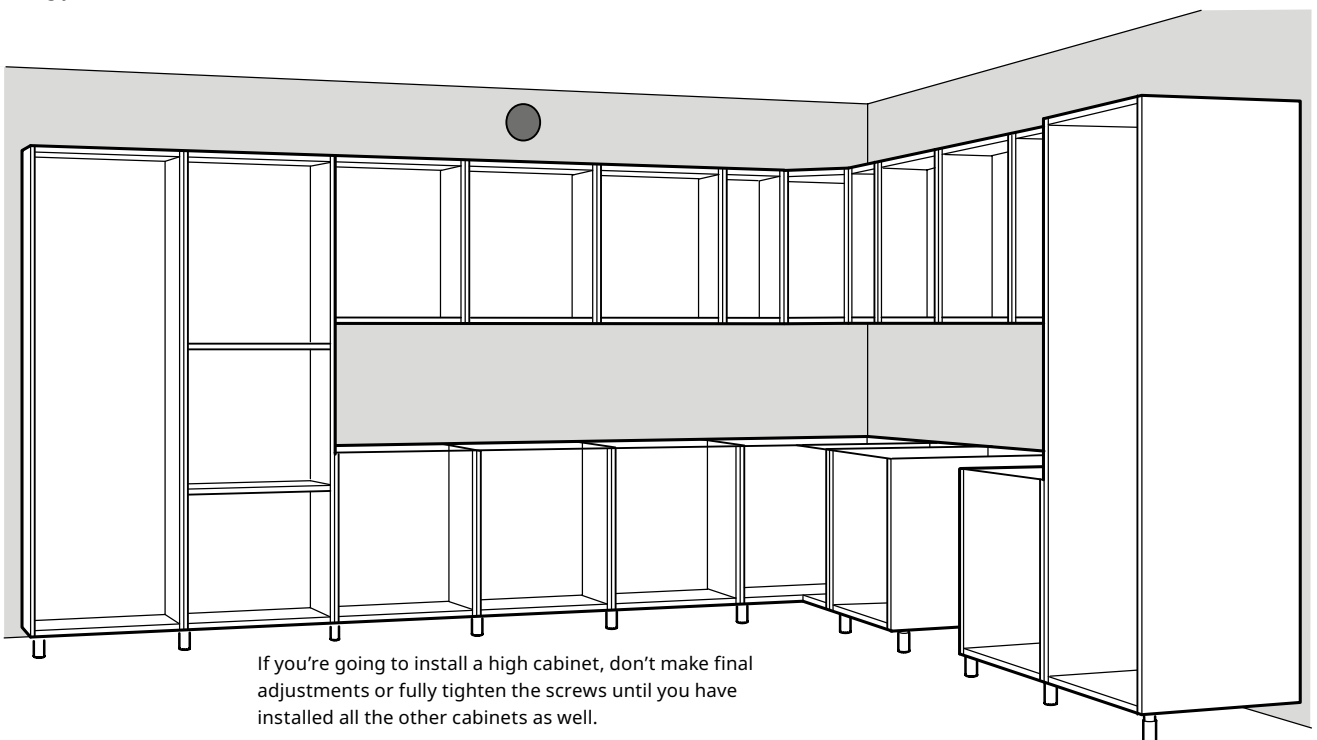 If you’re going to install a high cabinet, don’t make final
adjustments or fully tighten the screws until you have
installed all the other cabinets as well.